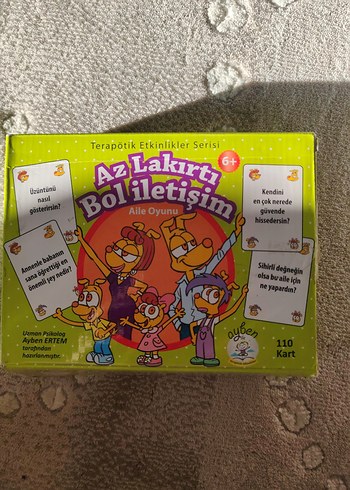 Terapötik Etkinlikler Serisi
Az Lakırtı
6+
Bol iletişim
Aile Oyunu
Üzüntünü
nasıl
gösterirsin?
Kendini
en çok nerede
güvende
hissedersin?
Annenle babanın
sana öğrettiği en
önemli şey nedir?
Sihirli değneğin
olsa bu aile için
ne yapardın?
Uzman Psikolog
Ayben ERTEM
tarafından
hazırlanmıştır.
ayben
110
Kart